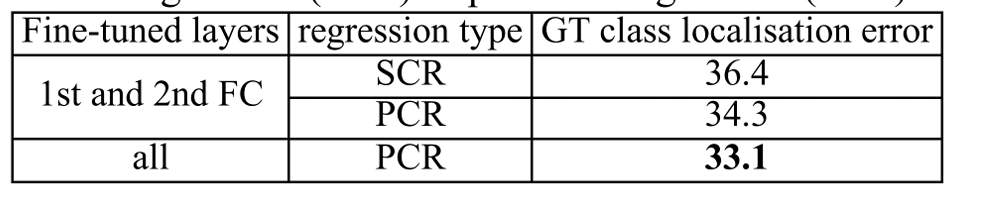 Fine-tuned layers regression type GT class localisation error
1st and 2nd FC SCR 36.4
PCR 34.3
all PCR 33.1